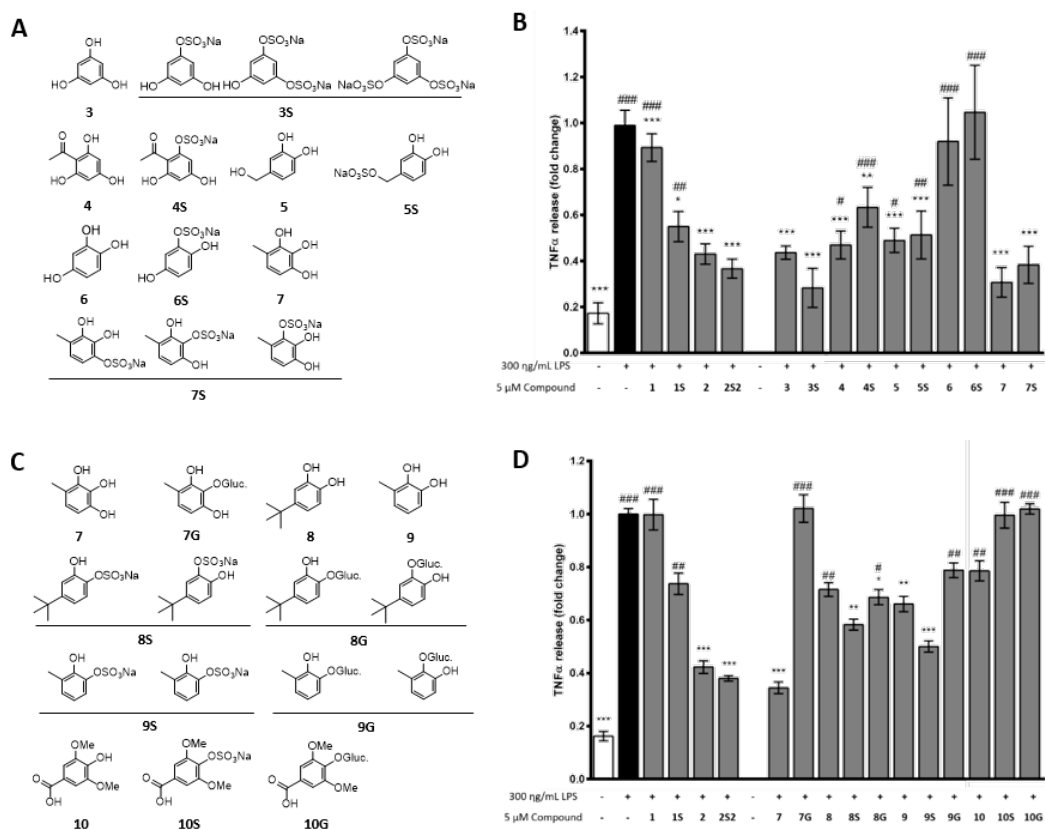 A
OH
HO
OH
3
OSO₃Na
HO
OH
OSO₃Na
HO
OSO₃Na
OSO₃Na
NaO₃SO
OSO₃Na
3S
O
OH
HO
OH
4
O
OSO₃Na
HO
OH
4S
OH
OH
HO
5
OH
OH
NaO₃SO
5S
HO
OH
HO
6
OSO₃Na
OH
HO
6S
OH
OH
OH
7
OH
OH
OSO₃Na
OH
OSO₃Na
OH
OSO₃Na
OH
OH
7S
B
TNFα release (fold change)
1.4
1.2
1.0
0.8
0.6
0.4
0.2
0.0
***
###
###
***
##
*
***
***
***
***
#
***
###
**
#
***
##
***
###
###
***
***
300 ηg/mL LPS - + + + + + - + + + + + + + + + +
5 μM Compound - - 1 1S 2 2S2 - 3 3S 4 4S 5 5S 6 6S 7 7S
C
OH
OH
OH
7
OH
OGluc.
OH
7G
OH
OH
8
OH
OH
9
OH
OSO₃Na
OSO₃Na
OH
8S
OH
OGluc.
OGluc.
OH
8G
OH
OSO₃Na
OH
OSO₃Na
9S
OH
OGluc.
OGluc.
OH
9G
OMe
OH
OMe
O
OH
10
OMe
OSO₃Na
OMe
O
OH
10S
OMe
OGluc.
OMe
O
OH
10G
D
TNFα release (fold change)
1.2
1.0
0.8
0.6
0.4
0.2
0.0
***
###
###
##
***
***
***
###
##
**
#
*
**
***
##
##
###
###
300 ηg/mL LPS - + + + + + - + + + + + + + + + + +
5 μM Compound - - 1 1S 2 2S2 - 7 7G 8 8S 8G 9 9S 9G 10 10S 10G